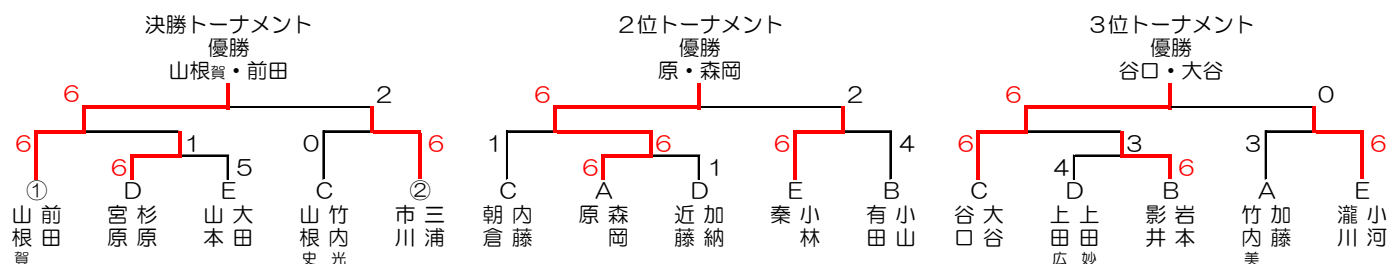 決勝トーナメント
優勝
山根賀・前田
6 2
6 1 0 6
6 5
① D E C ②
山根賀 前田 宮原 杉原 山本 大田 山根史 竹内光 市川 三浦
2位トーナメント
優勝
原・森岡
6 2
1 6 6 4
6 1
C A D E B
朝倉 内藤 原 森岡 近藤 加納 秦 小林 有田 小山
3位トーナメント
優勝
谷口・大谷
6 0
6 3 3 6
4 6
C D B A E
谷口 大谷 上田広 上田妙 影井 岩本 竹内美 加藤 瀧川 小河